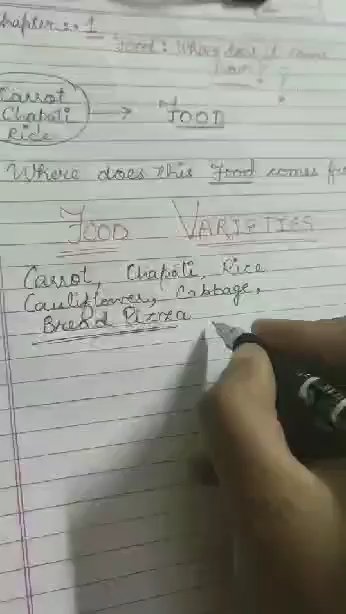 Chapter :- 1
Food: Where does it come
from? ?
Carrot
Chapati
Rice
→ FOOD
Where does this Food comes fr
FOOD VARIETIES
Carrot, Chapati, Rice
Cauliflower, Cabbage,
Bread Pizza